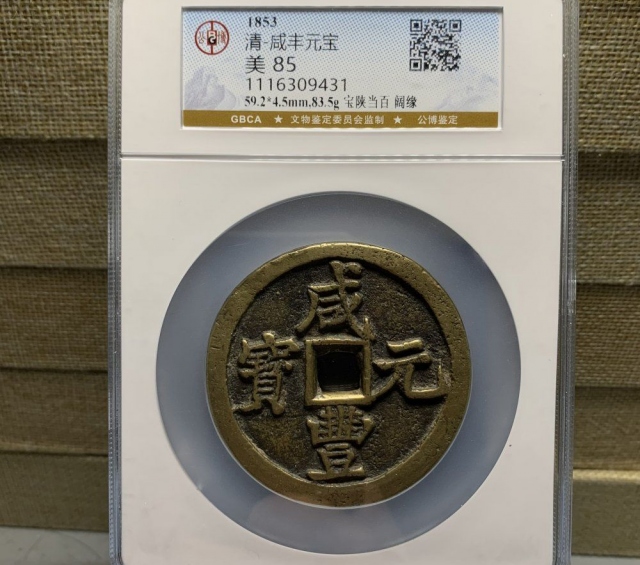 1853
清-咸丰元宝
美 85
1116309431
59.2*4.5mm,83.5g 宝陕当百 阔缘
GBCA ★ 文物鉴定委员会监制 ★ 公博鉴定
咸
寶 元
豐